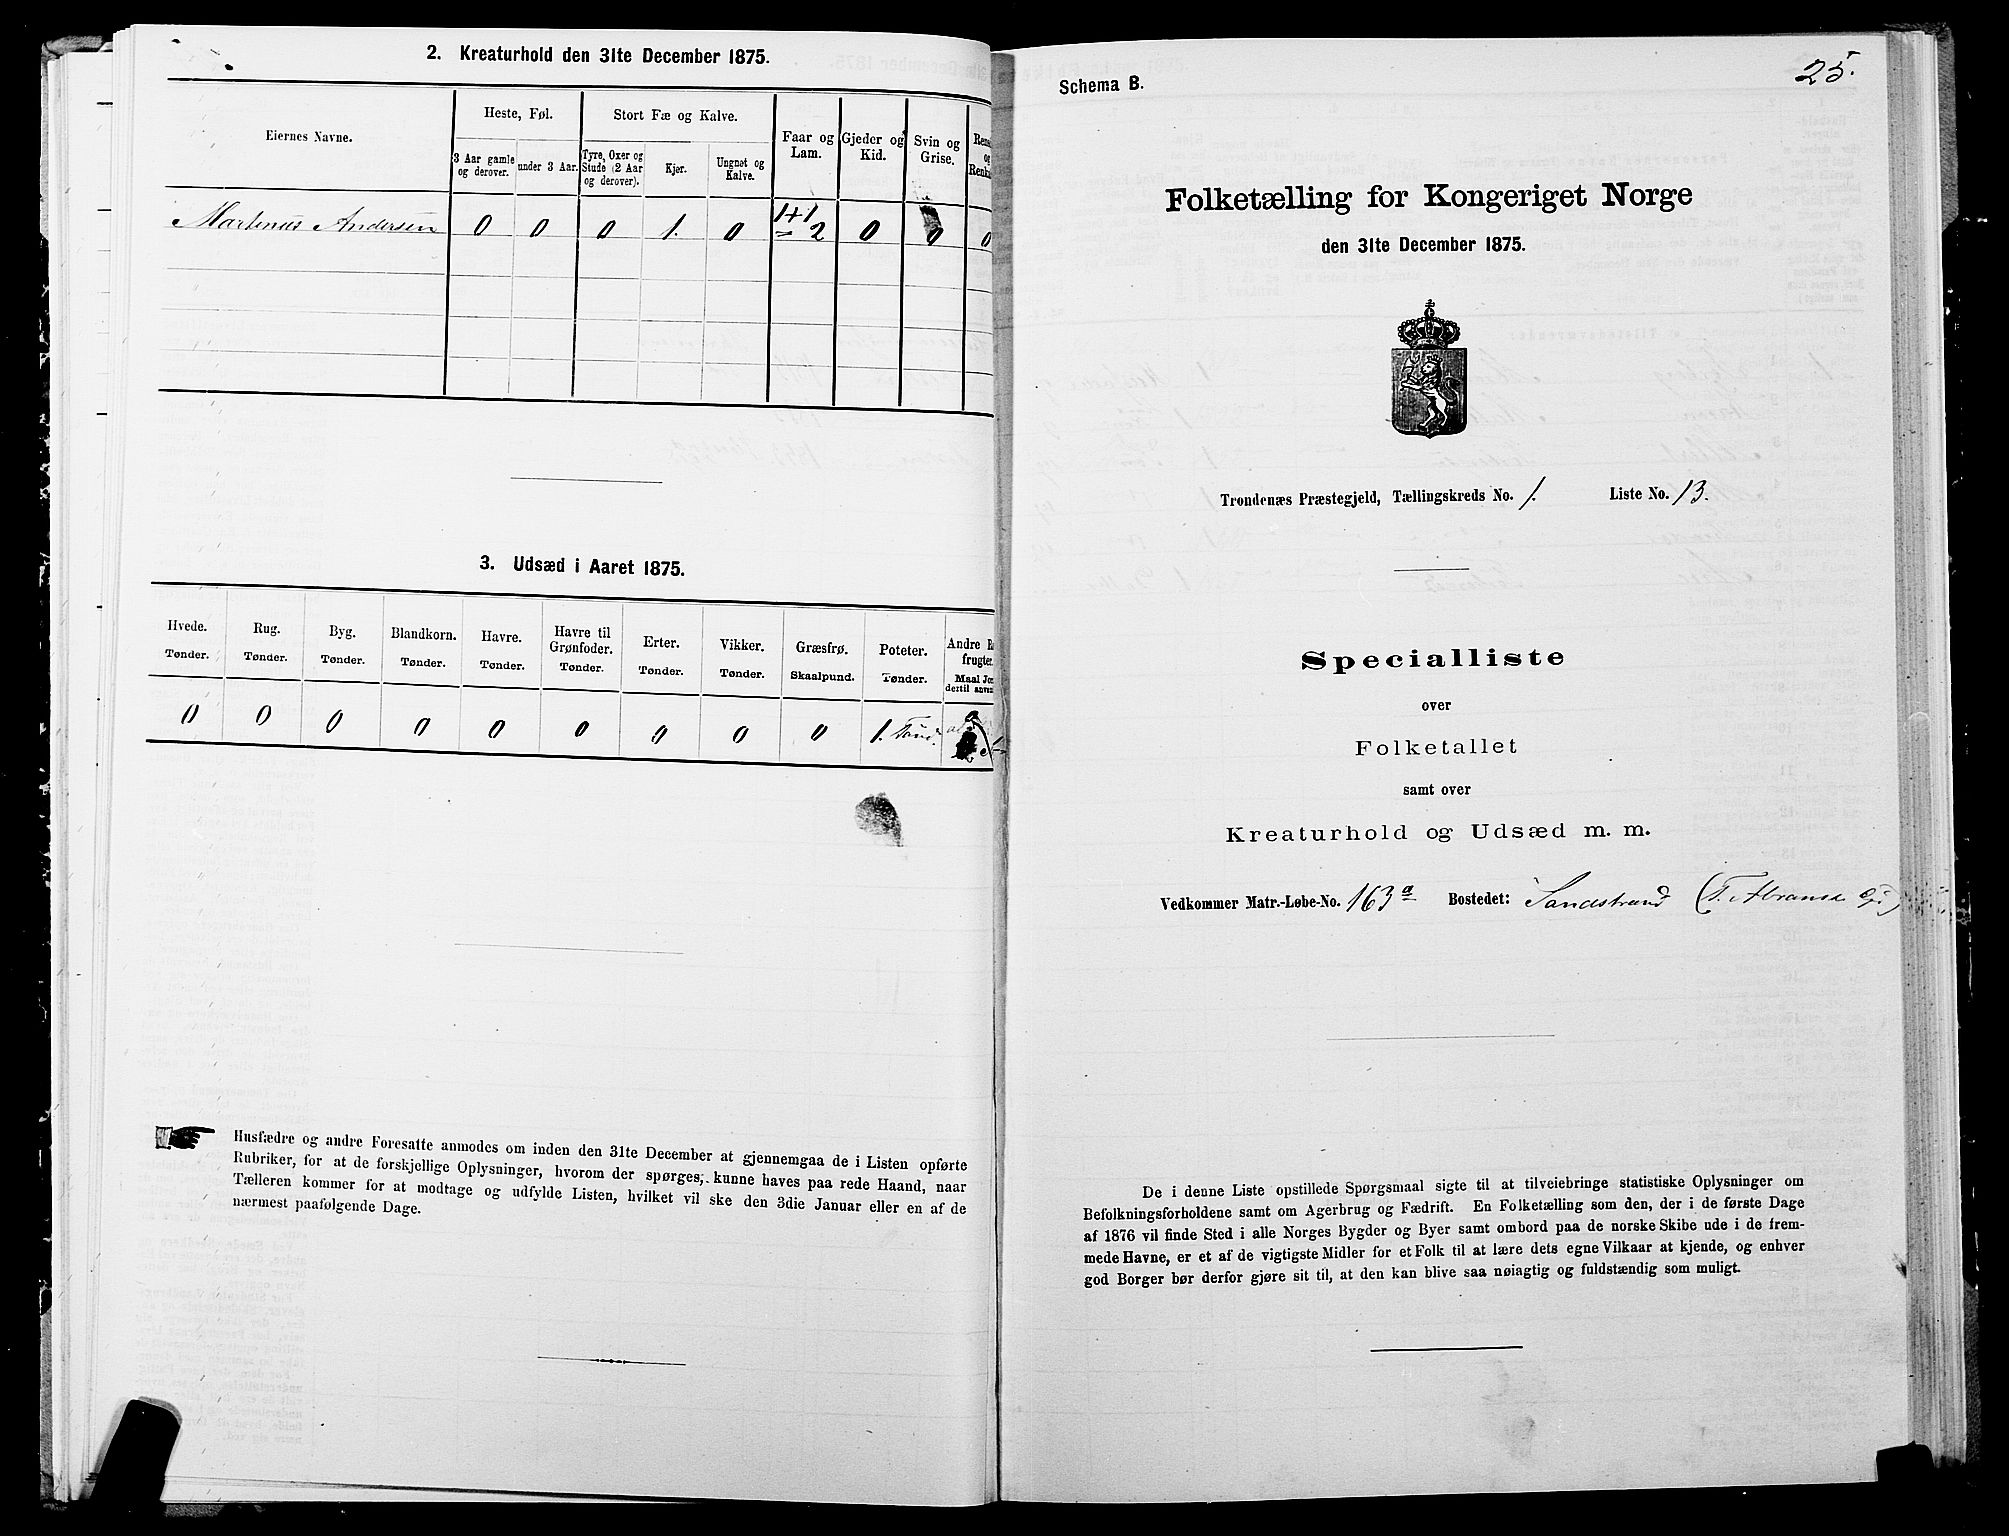 2. Kreaturhold den 31te December 1875.
Eiernes Navne.
Heste, Føl.
Stort Fæ og Kalve.
Faar og Lam.
Gjeder og Kid.
Svin og Grise.
3 Aar gamle og derover.
under 3 Aar.
Tyre, Oxer og Stude (2 Aar og derover).
Kjør.
Ungnøt og Kalve.
1+1
Martenus Andersen 0 0 0 1. 0 = 2 0 0 0
3. Udsæd i Aaret 1875.
Hvede. Rug. Byg. Blandkorn. Havre. Havre til Grønfoder. Erter. Vikker. Græsfrø. Poteter. Andre
Tønder. Tønder. Tønder. Tønder. Tønder. Tønder. Tønder. Tønder. Skaalpund. Tønder. Maal
0 0 0 0 0 0 0 0 0 1. Tønd.
Husfædre og andre Foresatte anmodes om inden den 31te December at gjennemgaa de i Listen opførte
Rubriker, for at de forskjellige Oplysninger, hvorom der spørges, kunne haves paa rede Haand, naar
Tælleren kommer for at modtage og udfylde Listen, hvilket vil ske den 3die Januar eller en af de
nærmest paafølgende Dage.
25.
Schema B.
Folketælling for Kongeriget Norge
den 31te December 1875.
Trondenæs Præstegjeld, Tællingskreds No. 1. Liste No. 13.
Specialliste
over
Folketallet
samt over
Kreaturhold og Udsæd m. m.
Vedkommer Matr.-Løbe-No. 163a Bostedet: Sandstrand
De i denne Liste opstillede Spørgsmaal sigte til at tilveiebringe statistiske Oplysninger om
Befolkningsforholdene samt om Agerbrug og Fædrift. En Folketælling som den, der i de første Dage
af 1876 vil finde Sted i alle Norges Bygder og Byer samt ombord paa de norske Skibe ude i de frem-
mede Havne, er et af de vigtigste Midler for et Folk til at lære dets egne Vilkaar at kjende, og enhver
god Borger bør derfor gjøre sit til, at den kan blive saa nøiagtig og fuldstændig som muligt.